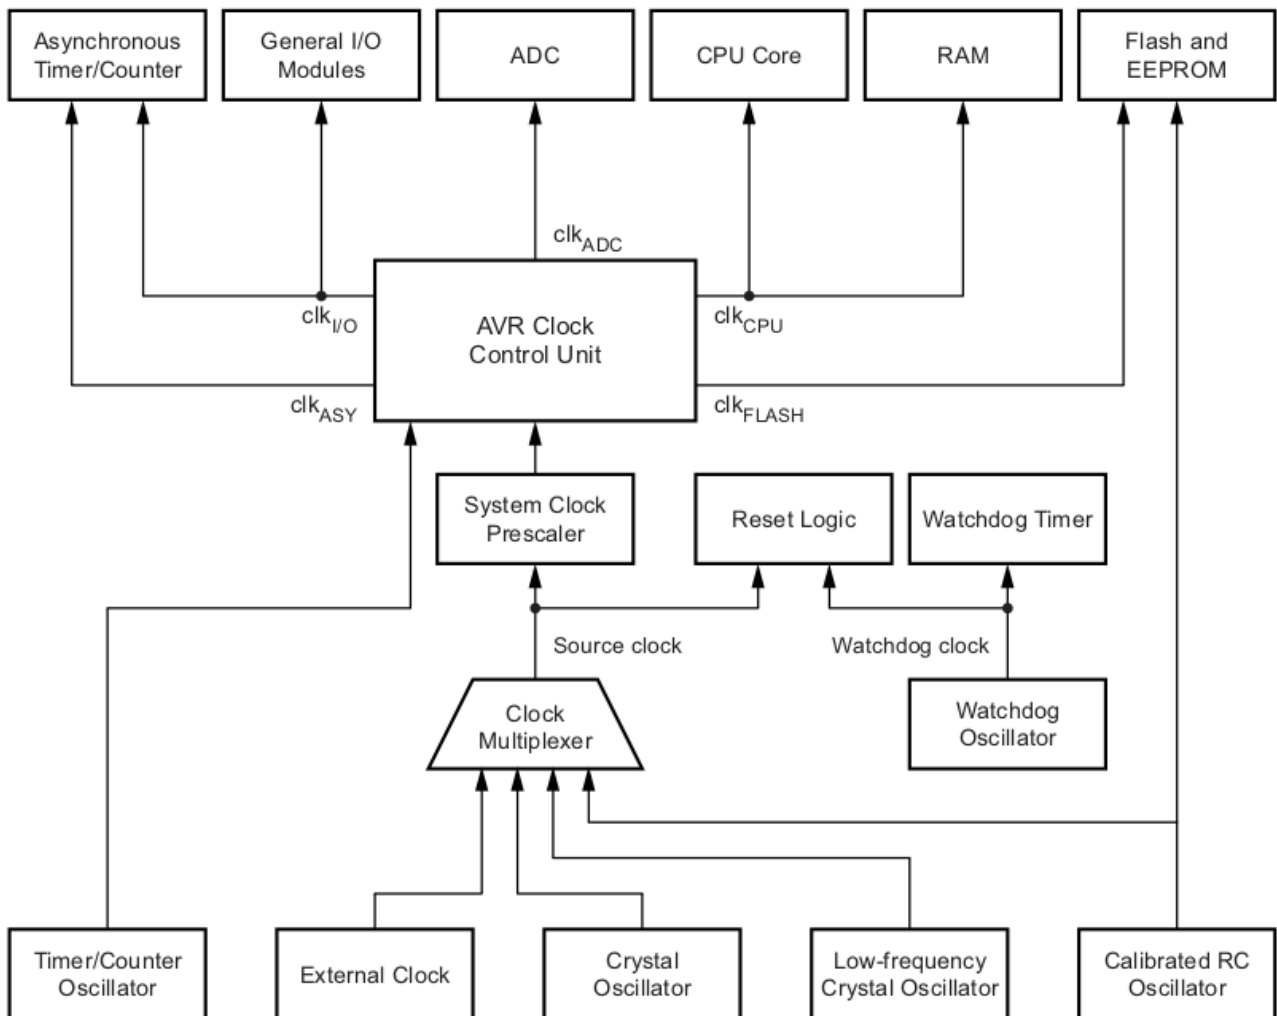 Asynchronous
Timer/Counter
General I/O
Modules
ADC
CPU Core
RAM
Flash and
EEPROM
clkADC
clkI/O
clkCPU
AVR Clock
Control Unit
clkASY
clkFLASH
System Clock
Prescaler
Reset Logic
Watchdog Timer
Source clock
Watchdog clock
Clock
Multiplexer
Watchdog
Oscillator
Timer/Counter
Oscillator
External Clock
Crystal
Oscillator
Low-frequency
Crystal Oscillator
Calibrated RC
Oscillator